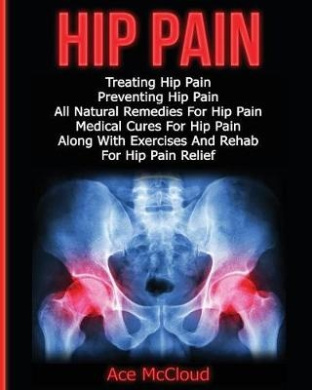 HIP PAIN
Treating Hip Pain
Preventing Hip Pain
All Natural Remedies For Hip Pain
Medical Cures For Hip Pain
Along With Exercises And Rehab
For Hip Pain Relief
Ace McCloud